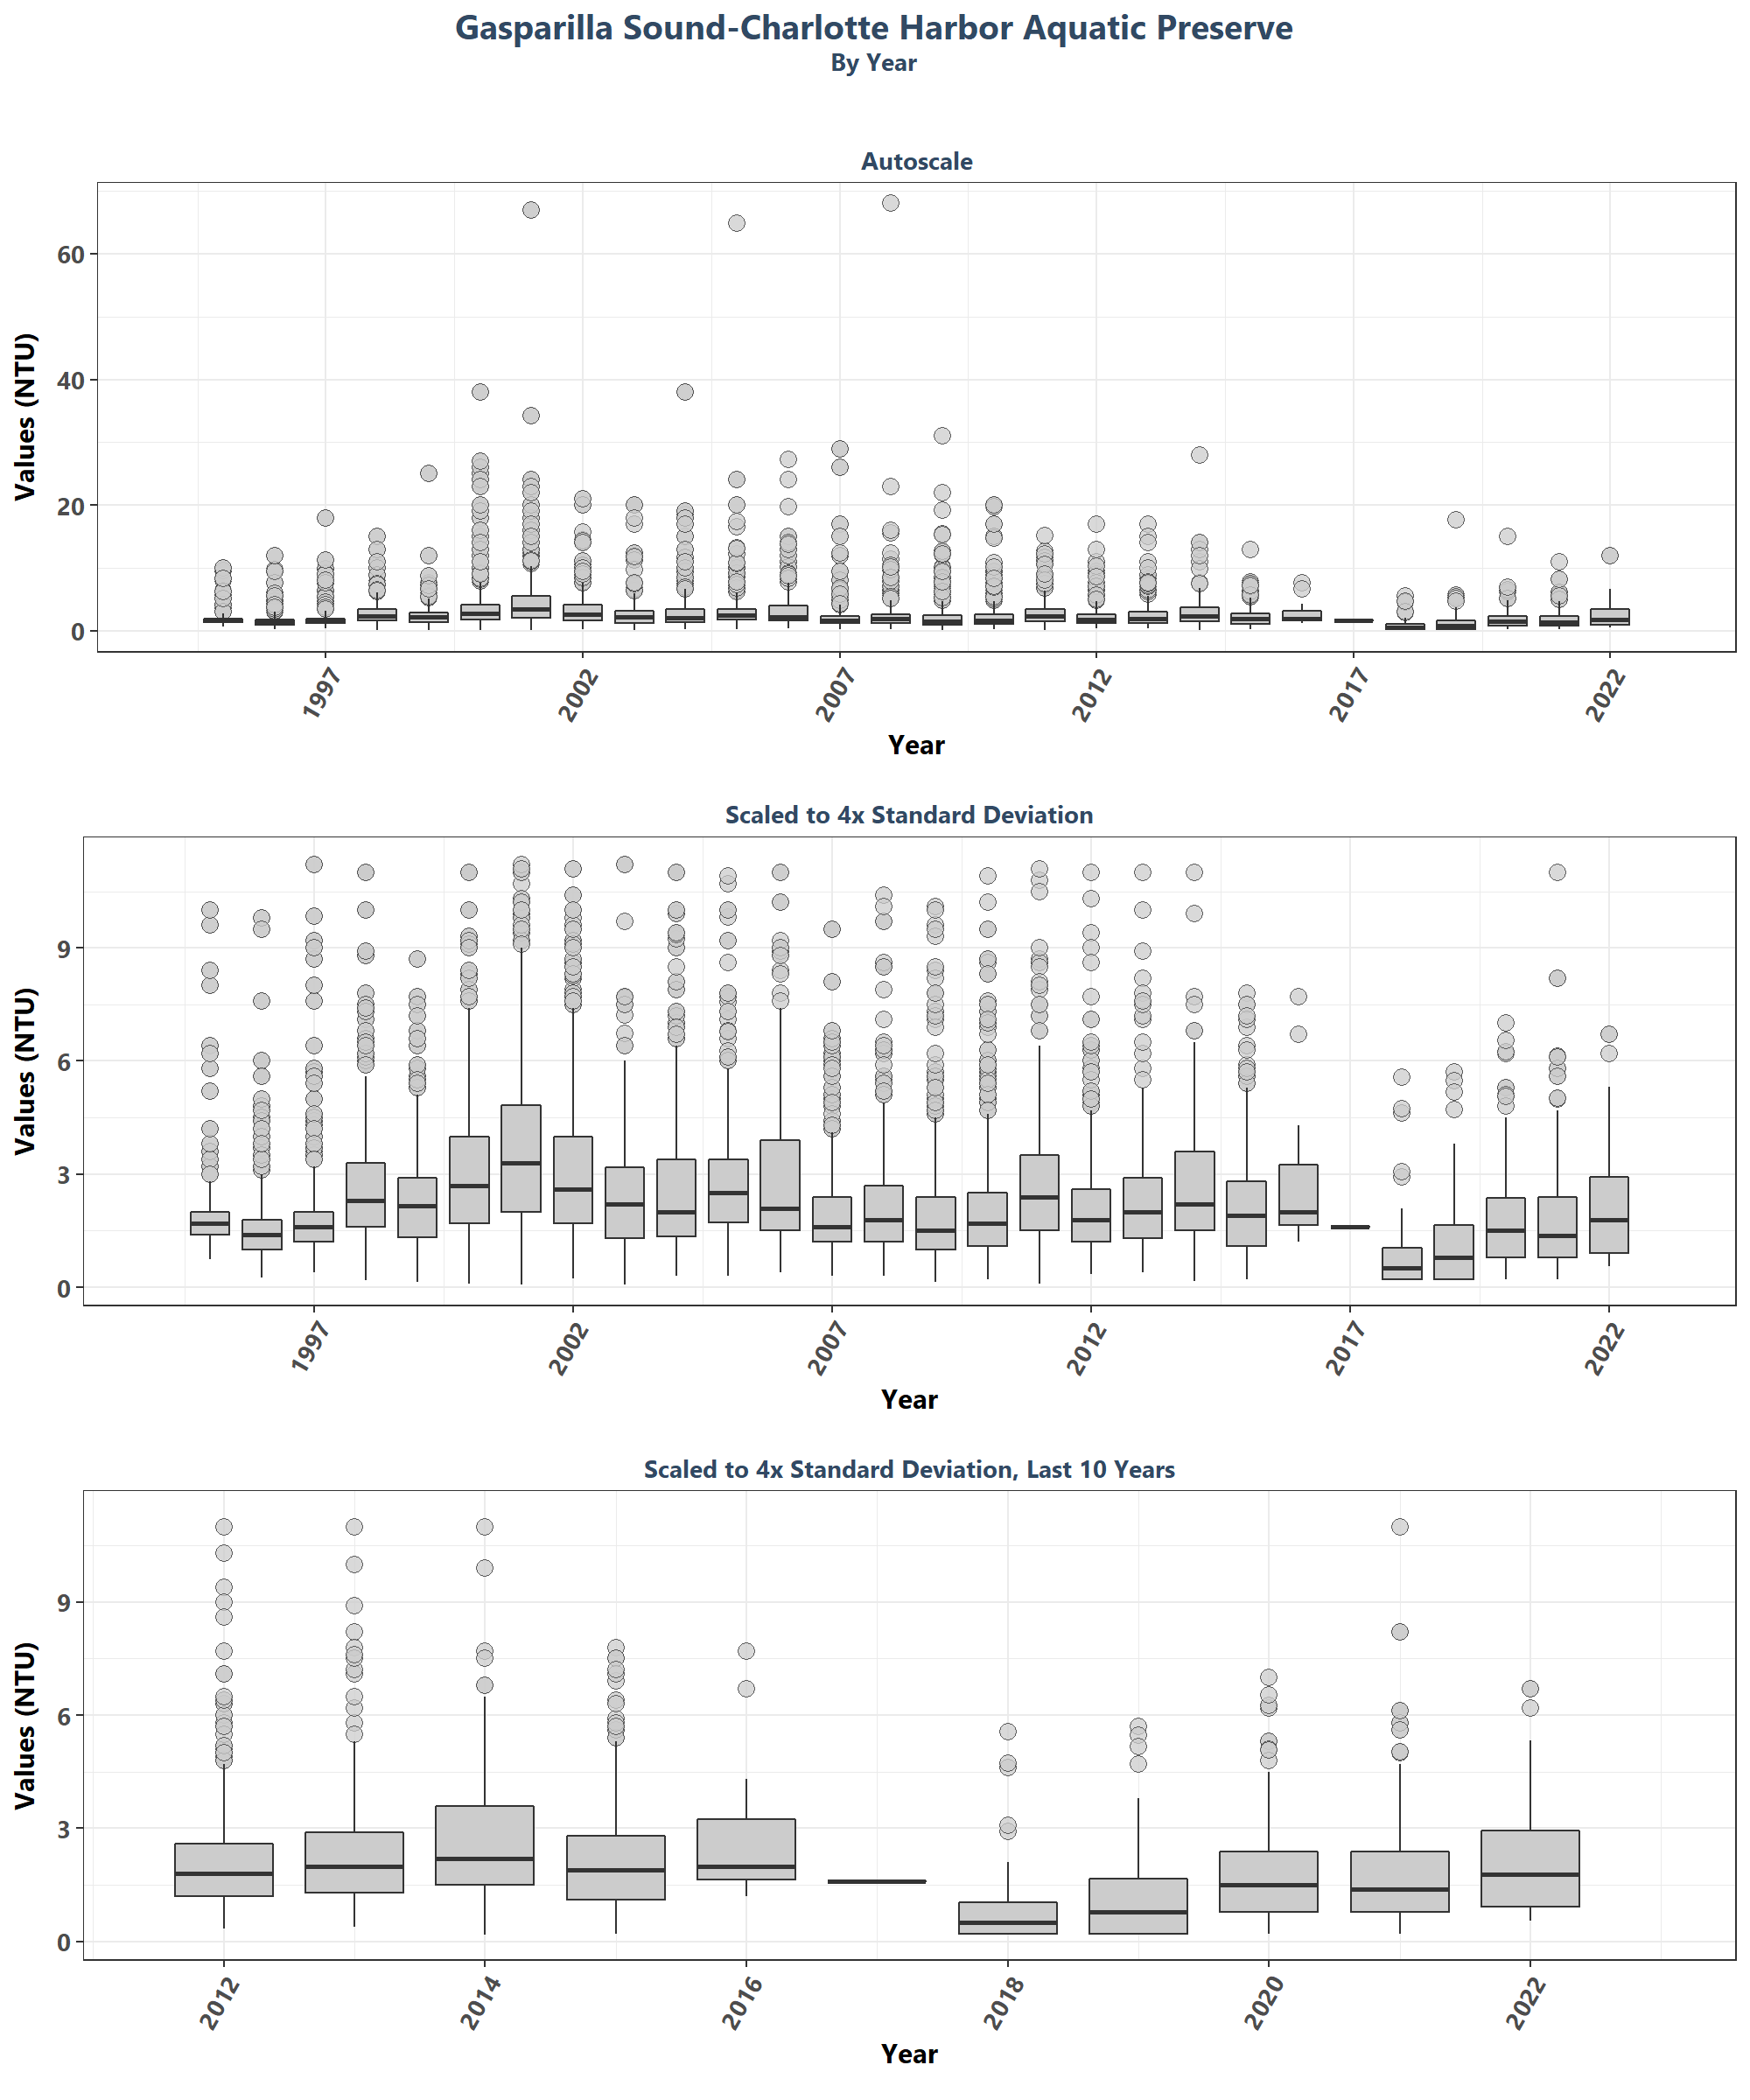 Gasparilla Sound-Charlotte Harbor Aquatic Preserve
By Year
Autoscale
Values (NTU)
60
40
20
0
1997
2002
2007
2012
2017
2022
Year
Scaled to 4x Standard Deviation
Values (NTU)
9
6
3
0
1997
2002
2007
2012
2017
2022
Year
Scaled to 4x Standard Deviation, Last 10 Years
Values (NTU)
9
6
3
0
2012
2014
2016
2018
2020
2022
Year